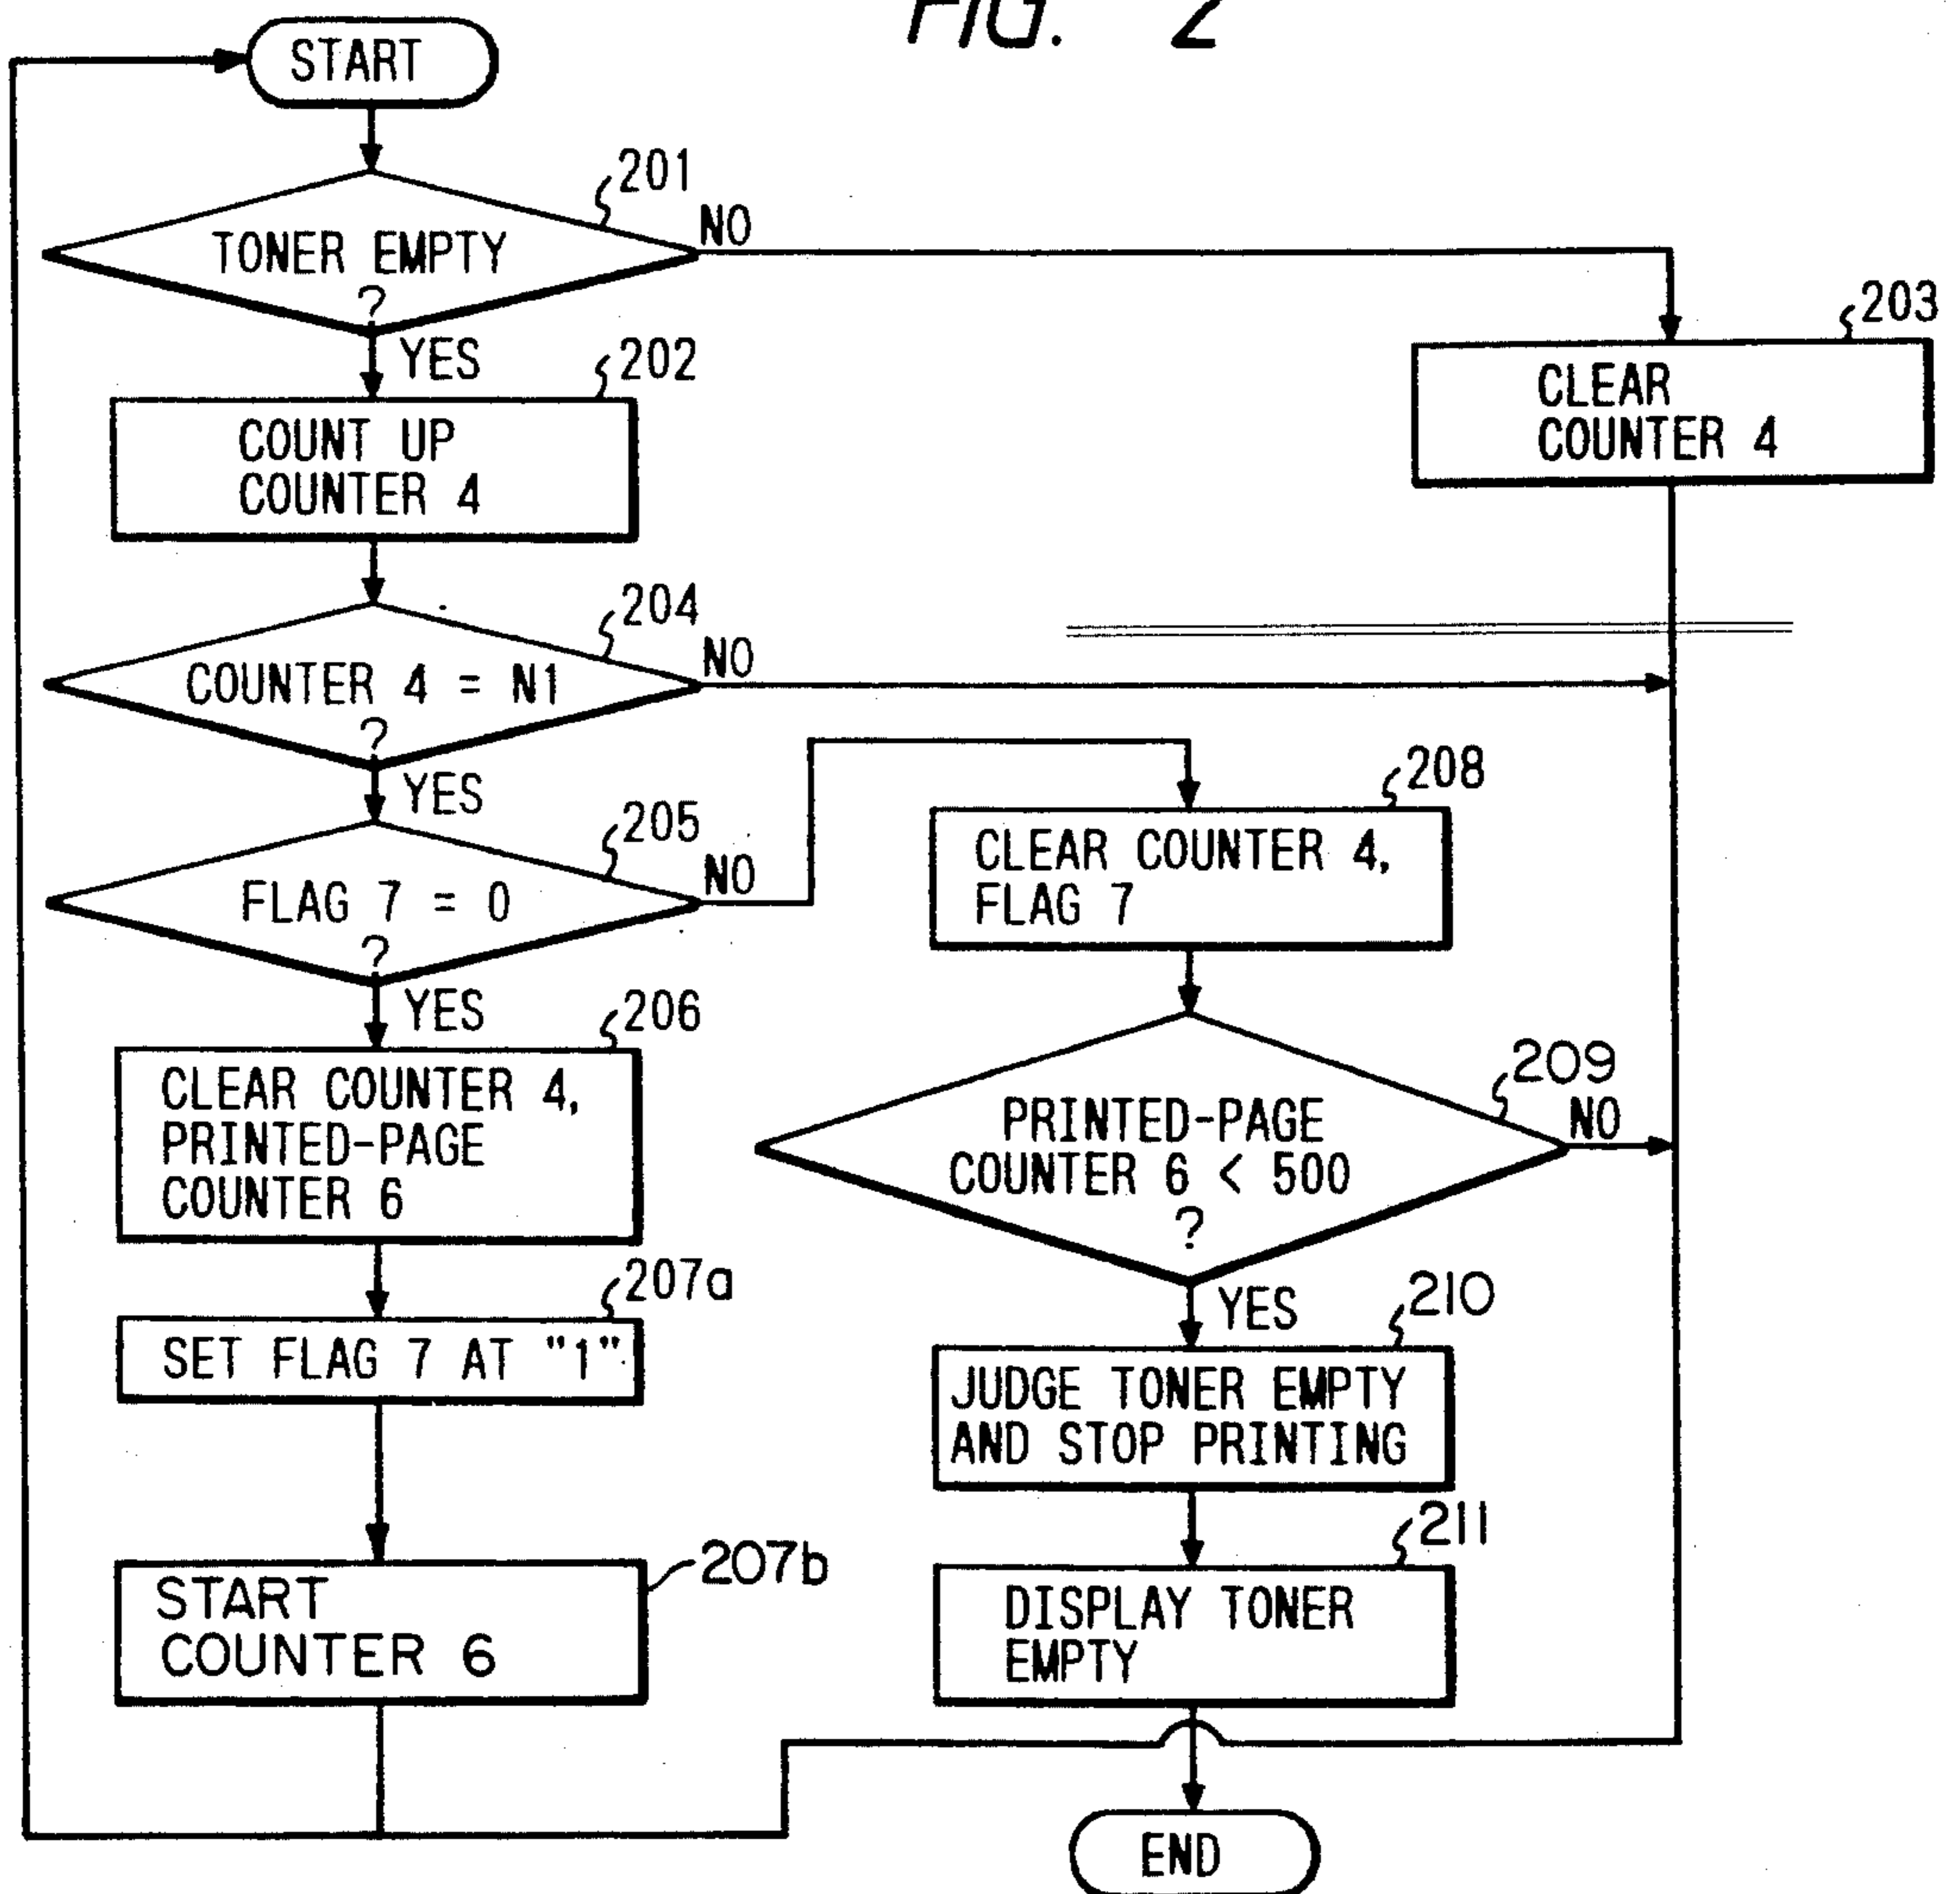 FIG. 2
START
201
TONER EMPTY
?
NO
YES
202
COUNT UP
COUNTER 4
203
CLEAR
COUNTER 4
204
COUNTER 4 = N1
?
NO
YES
205
FLAG 7 = 0
?
NO
YES
206
CLEAR COUNTER 4,
PRINTED-PAGE
COUNTER 6
207a
SET FLAG 7 AT "1"
207b
START
COUNTER 6
208
CLEAR COUNTER 4,
FLAG 7
209
PRINTED-PAGE
COUNTER 6 < 500
?
NO
YES
210
JUDGE TONER EMPTY
AND STOP PRINTING
211
DISPLAY TONER
EMPTY
END